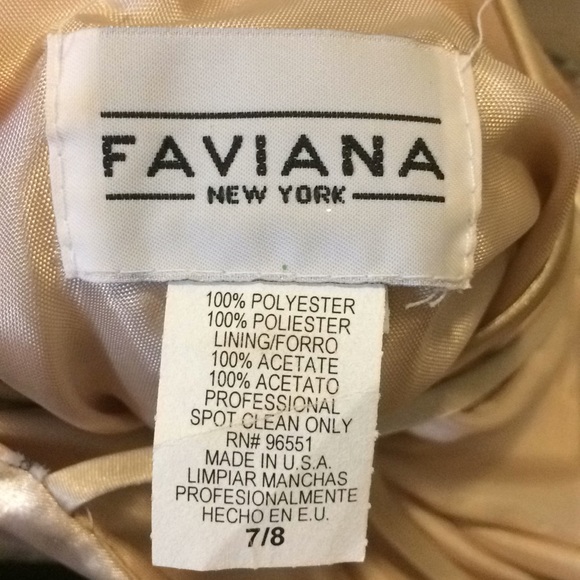 FAVIANA
NEW YORK
100% POLYESTER
100% POLIESTER
LINING/FORRO
100% ACETATE
100% ACETATO
PROFESSIONAL
SPOT CLEAN ONLY
RN# 96551
MADE IN U.S.A.
LIMPIAR MANCHAS
PROFESIONALMENTE
HECHO EN E.U.
7/8